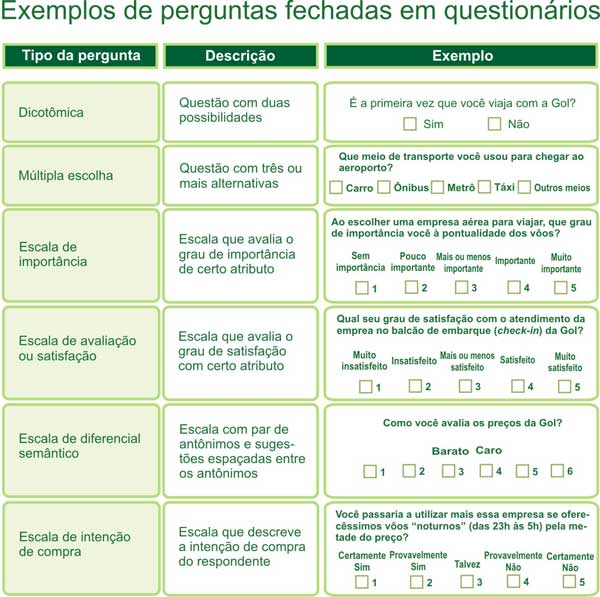 Exemplos de perguntas fechadas em questionários
Tipo da pergunta
Descrição
Exemplo
Dicotômica
Questão com duas
possibilidades
É a primeira vez que você viaja com a Gol?
Sim Não
Múltipla escolha
Questão com três ou
mais alternativas
Que meio de transporte você usou para chegar ao
aeroporto?
Carro Ônibus Metrô Táxi Outros meios
Escala de
importância
Escala que avalia o
grau de importância
de certo atributo
Ao escolher uma empresa aérea para viajar, que grau
de importância você à pontualidade dos vôos?
Sem Pouco Mais ou menos Importante Muito
importância importante importante importante
1 2 3 4 5
Escala de avaliação
ou satisfação
Escala que avalia o
grau de satisfação
com certo atributo
Qual seu grau de satisfação com o atendimento da
emprea no balcão de embarque (check-in) da Gol?
Muito Insatisfeito Mais ou menos Satisfeito Muito
insatisfeito satisfeito satisfeito
1 2 3 4 5
Escala de diferencial
semântico
Escala com par de
antônimos e suges-
tões espaçadas entre
os antônimos
Como você avalia os preços da Gol?
Barato Caro
1 2 3 4 5 6
Escala de intenção
de compra
Escala que descreve
a intenção de compra
do respondente
Você passaria a utilizar mais essa empresa se ofere-
cêssimos vôos “noturnos” (das 23h às 5h) pela me-
tade do preço?
Certamente Provavelmente Talvez Provavelmente Certamente
Sim Sim Não Não
1 2 3 4 5